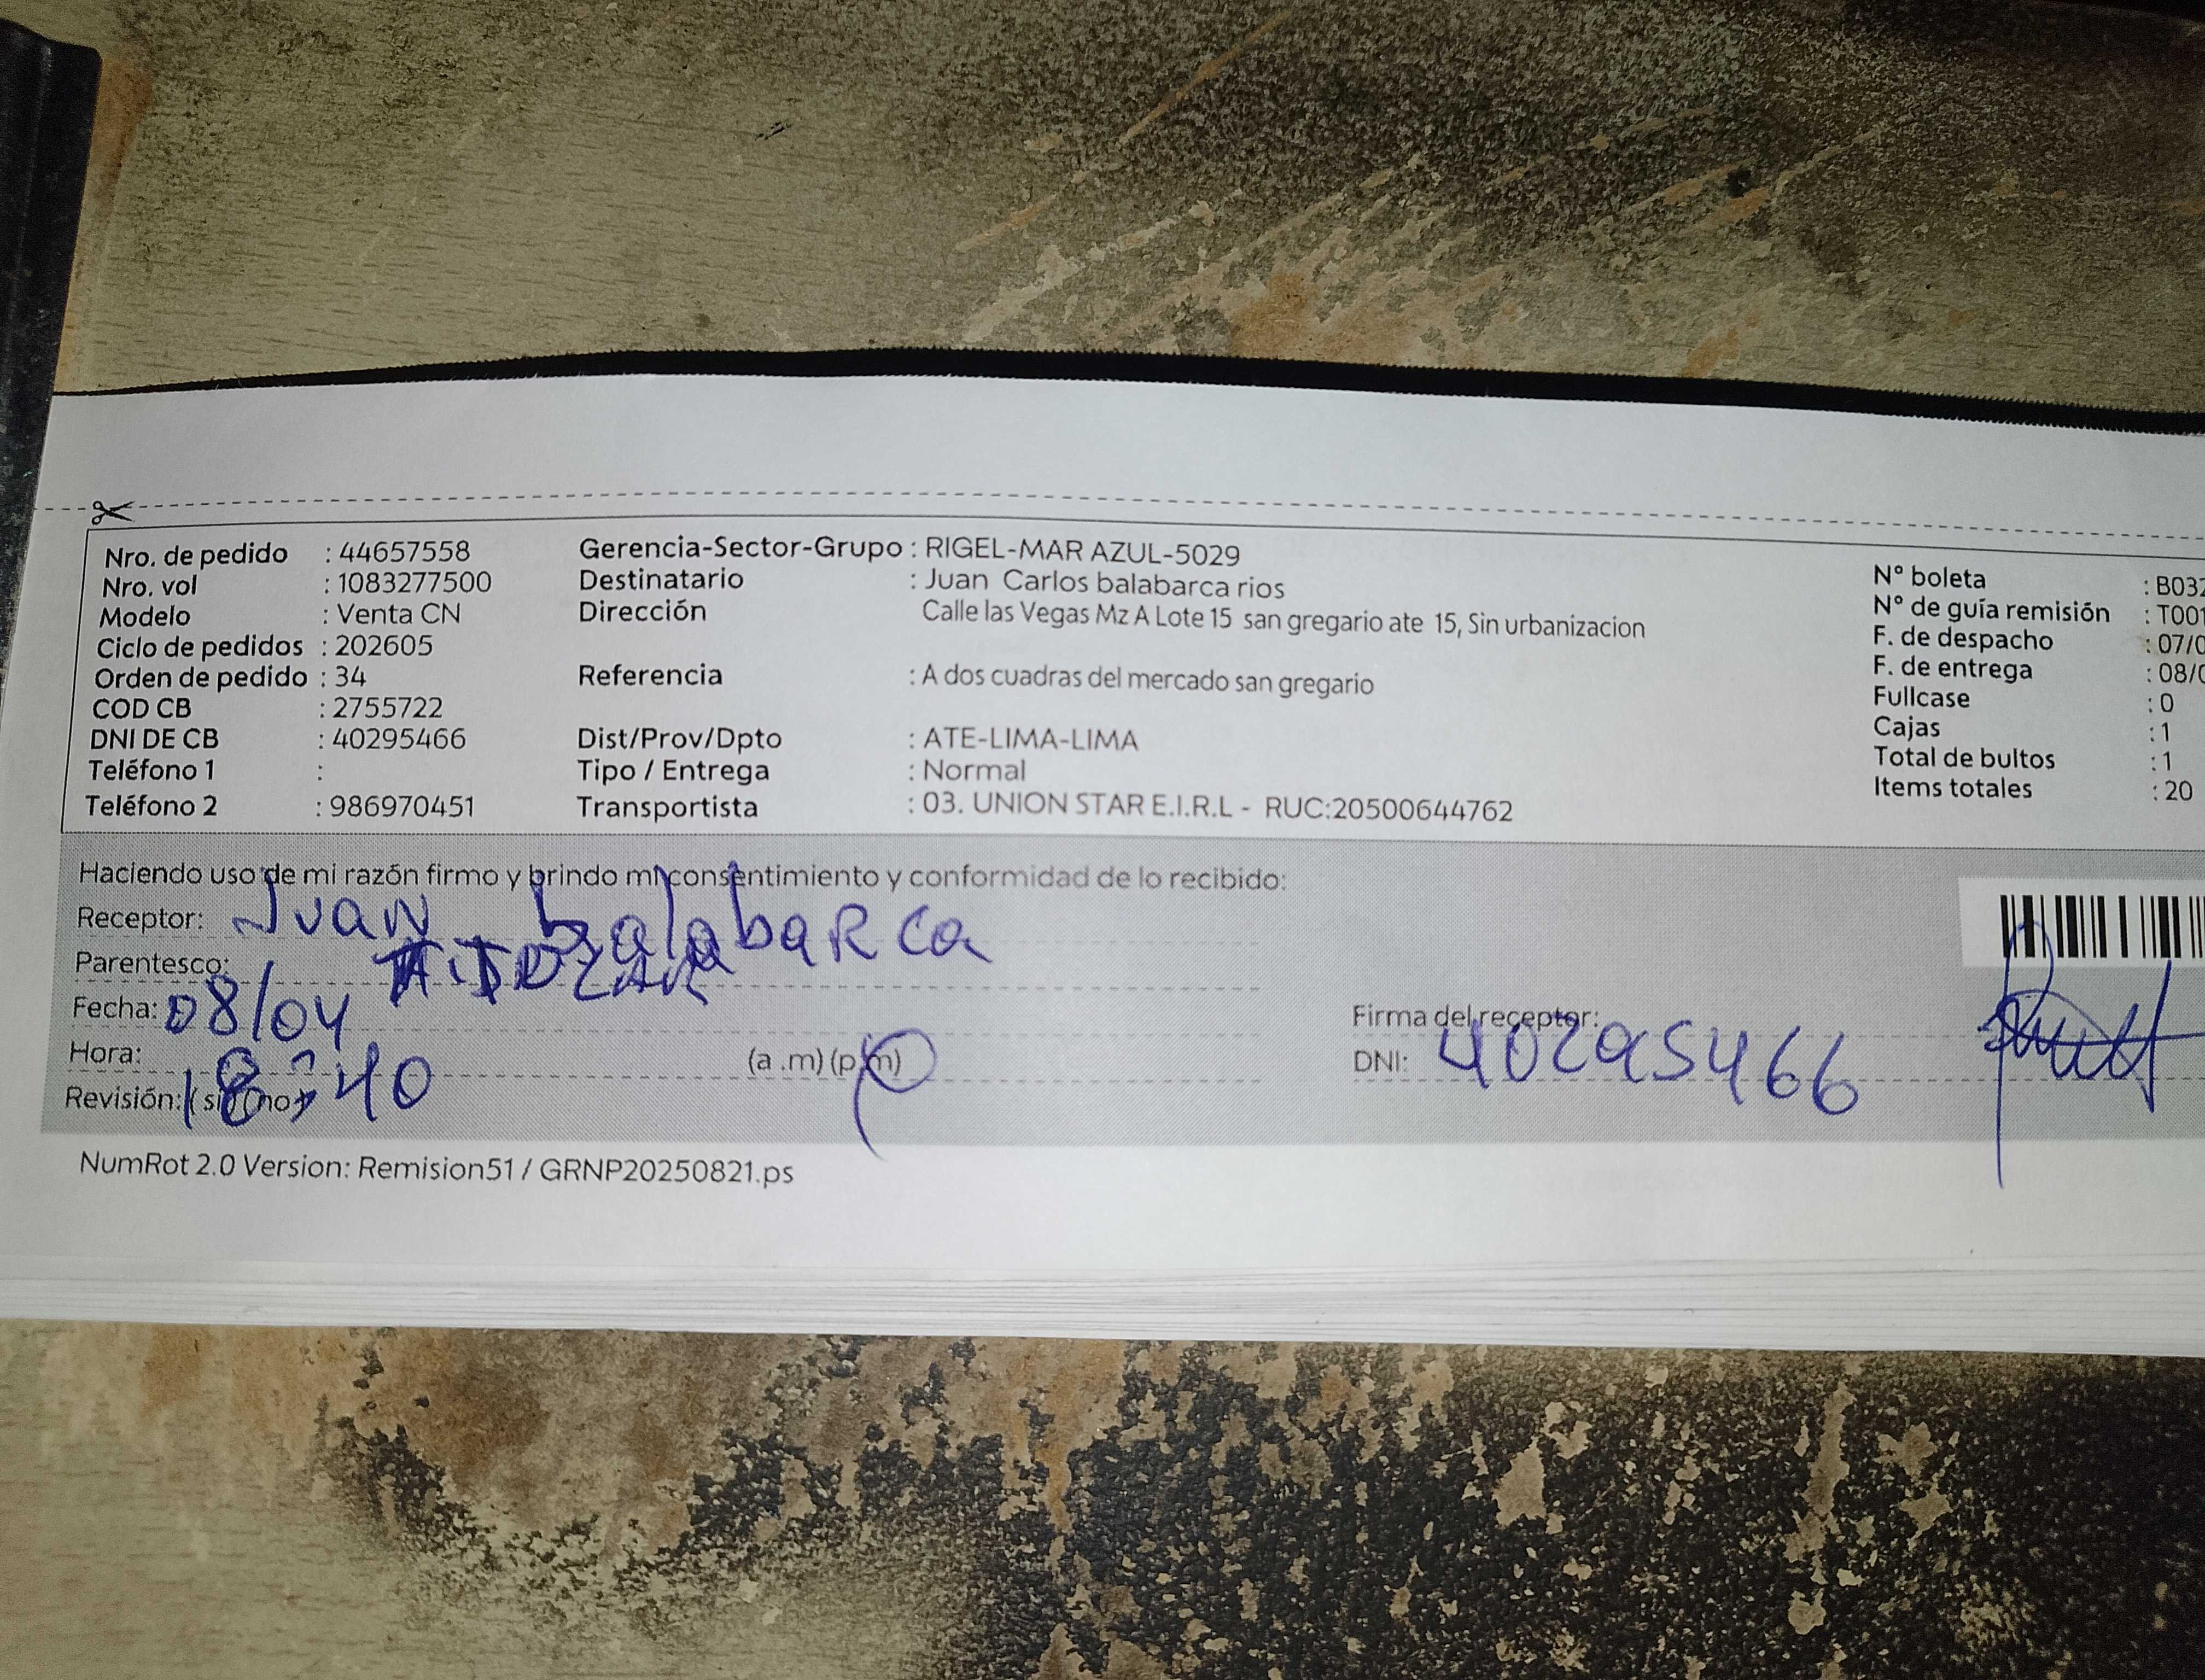 Nro. de pedido : 44657558
Nro. vol : 1083277500
Modelo : Venta CN
Ciclo de pedidos : 202605
Orden de pedido : 34
COD CB : 2755722
DNI DE CB : 40295466
Teléfono 1 :
Teléfono 2 : 986970451
Gerencia-Sector-Grupo : RIGEL-MAR AZUL-5029
Destinatario : Juan Carlos balabarca rios
Dirección Calle las Vegas Mz A Lote 15 san gregario ate 15, Sin urbanizacion
Referencia : A dos cuadras del mercado san gregario
Dist/Prov/Dpto : ATE-LIMA-LIMA
Tipo / Entrega : Normal
Transportista : 03. UNION STAR E.I.R.L - RUC:20500644762
N° boleta : B032
N° de guía remisión : T001
F. de despacho : 07/0
F. de entrega : 08/0
Fullcase : 0
Cajas : 1
Total de bultos : 1
Items totales : 20
Haciendo uso de mi razón firmo y brindo mi consentimiento y conformidad de lo recibido:
Receptor: Juan balabarca
Parentesco:
Fecha: 08/04
Hora: 18:40 (a .m) (p.m)
Revisión: ( si) (no)
Firma del receptor:
DNI: 40295466
NumRot 2.0 Version: Remision51 / GRNP20250821.ps